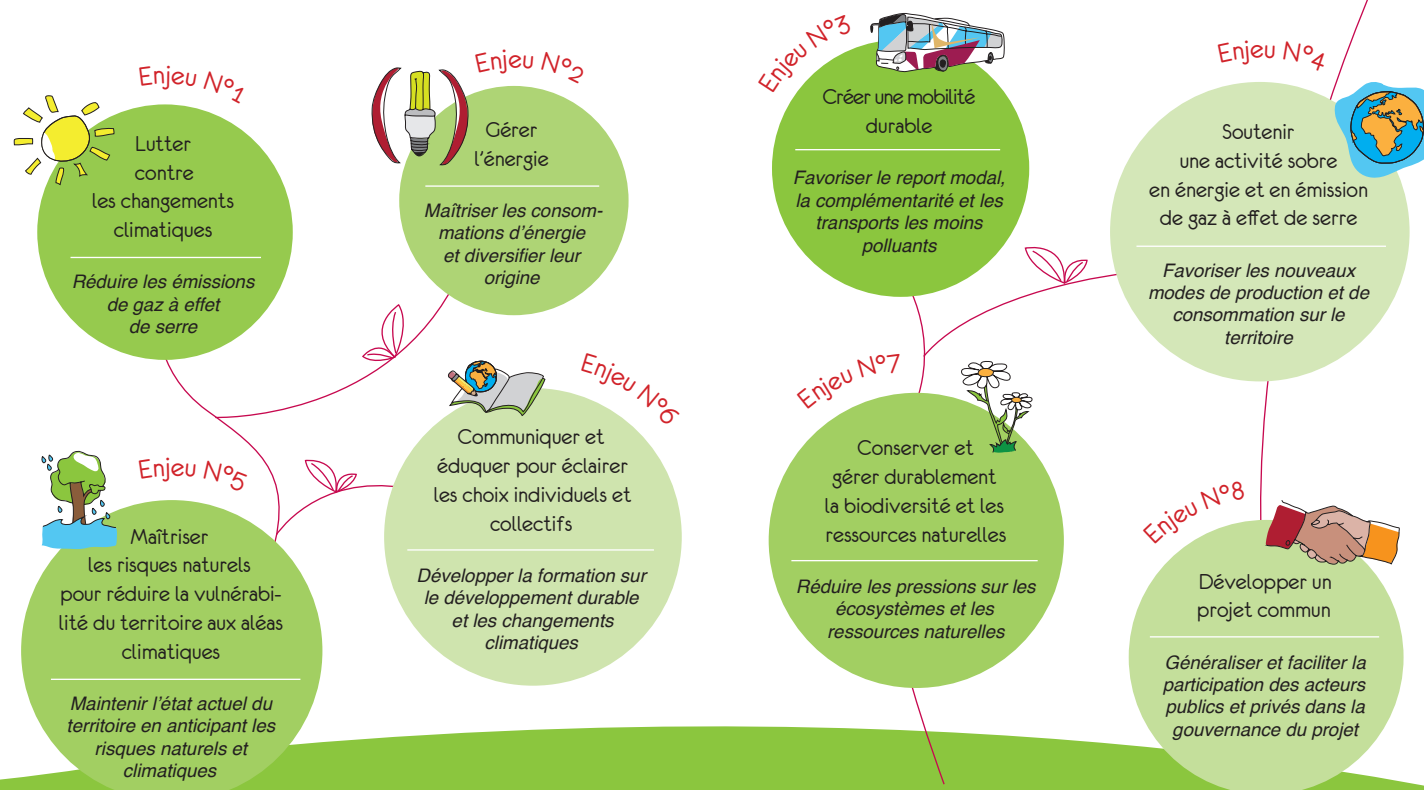 Enjeu N°1
Lutter
contre
les changements
climatiques
Réduire les émissions
de gaz à effet
de serre
Enjeu N°2
Gérer
l'énergie
Maîtriser les consom-
mations d'énergie
et diversifier leur
origine
Enjeu N°3
Créer une mobilité
durable
Favoriser le report modal,
la complémentarité et les
transports les moins
polluants
Enjeu N°4
Soutenir
une activité sobre
en énergie et en émission
de gaz à effet de serre
Favoriser les nouveaux
modes de production et de
consommation sur le
territoire
Enjeu N°5
Maîtriser
les risques naturels
pour réduire la vulnérabi-
lité du territoire aux aléas
climatiques
Maintenir l'état actuel du
territoire en anticipant les
risques naturels et
climatiques
Enjeu N°6
Communiquer et
éduquer pour éclairer
les choix individuels et
collectifs
Développer la formation sur
le développement durable
et les changements
climatiques
Enjeu N°7
Conserver et
gérer durablement
la biodiversité et les
ressources naturelles
Réduire les pressions sur les
écosystèmes et les
ressources naturelles
Enjeu N°8
Développer un
projet commun
Généraliser et faciliter la
participation des acteurs
publics et privés dans la
gouvernance du projet